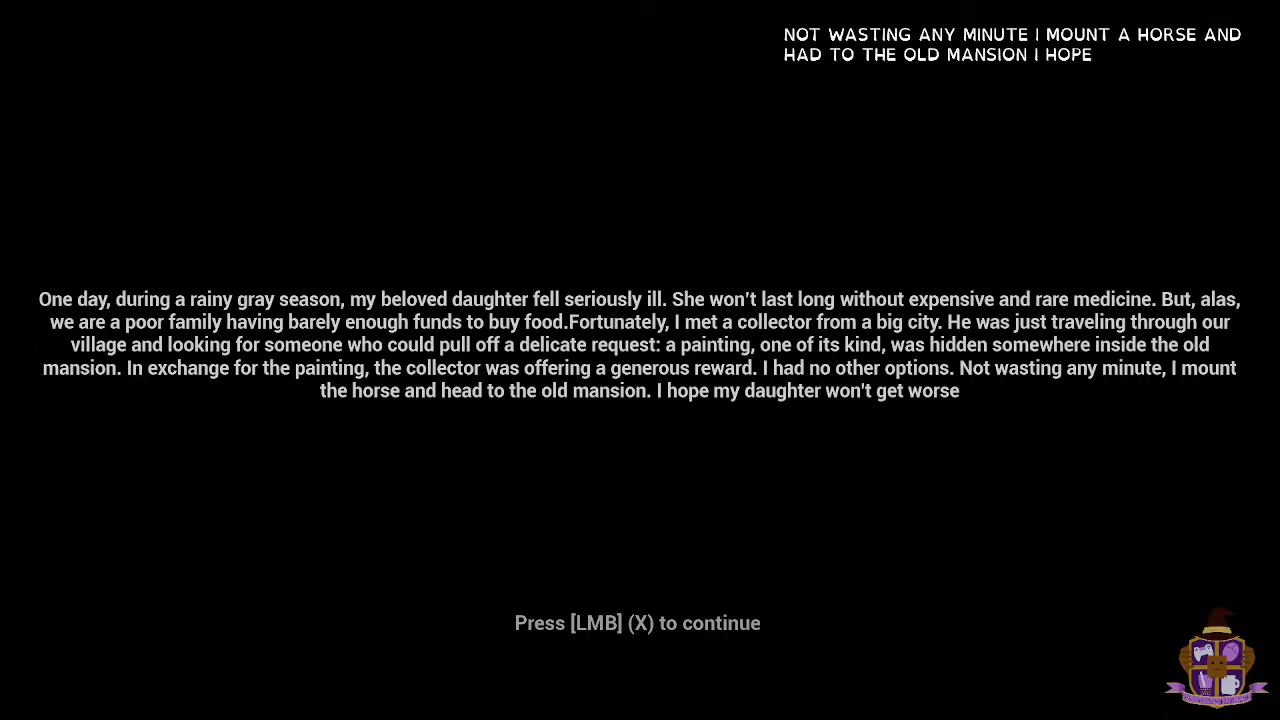 NOT WASTING ANY MINUTE I MOUNT A HORSE AND
HAD TO THE OLD MANSION I HOPE
One day, during a rainy gray season, my beloved daughter fell seriously ill. She won't last long without expensive and rare medicine. But, alas,
we are a poor family having barely enough funds to buy food.Fortunately, I met a collector from a big city. He was just traveling through our
village and looking for someone who could pull off a delicate request: a painting, one of its kind, was hidden somewhere inside the old
mansion. In exchange for the painting, the collector was offering a generous reward. I had no other options. Not wasting any minute, I mount
the horse and head to the old mansion. I hope my daughter won't get worse
Press [LMB] (X) to continue